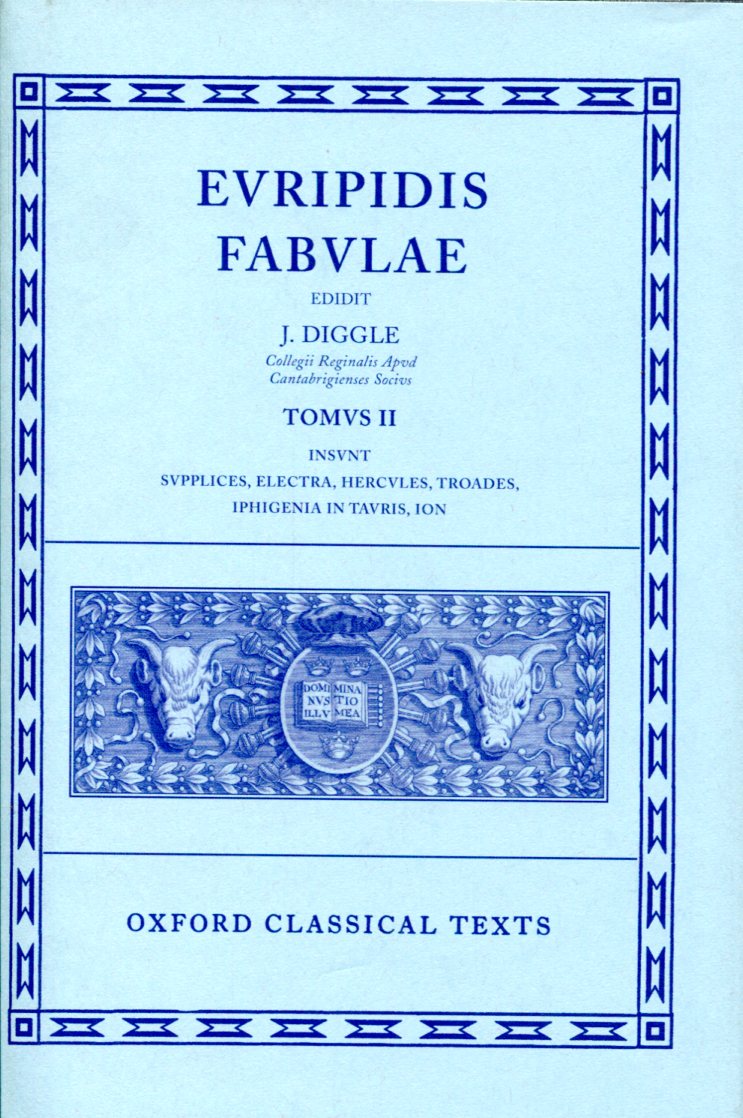 EVRIPIDIS
FABVLAE
EDIDIT
J. DIGGLE
Collegii Reginalis Apvd
Cantabrigienses Socivs
TOMVS II
INSVNT
SVPPLICES, ELECTRA, HERCVLES, TROADES,
IPHIGENIA IN TAVRIS, ION
DOMI MINA
NVS TIO
ILLV MEA
OXFORD CLASSICAL TEXTS